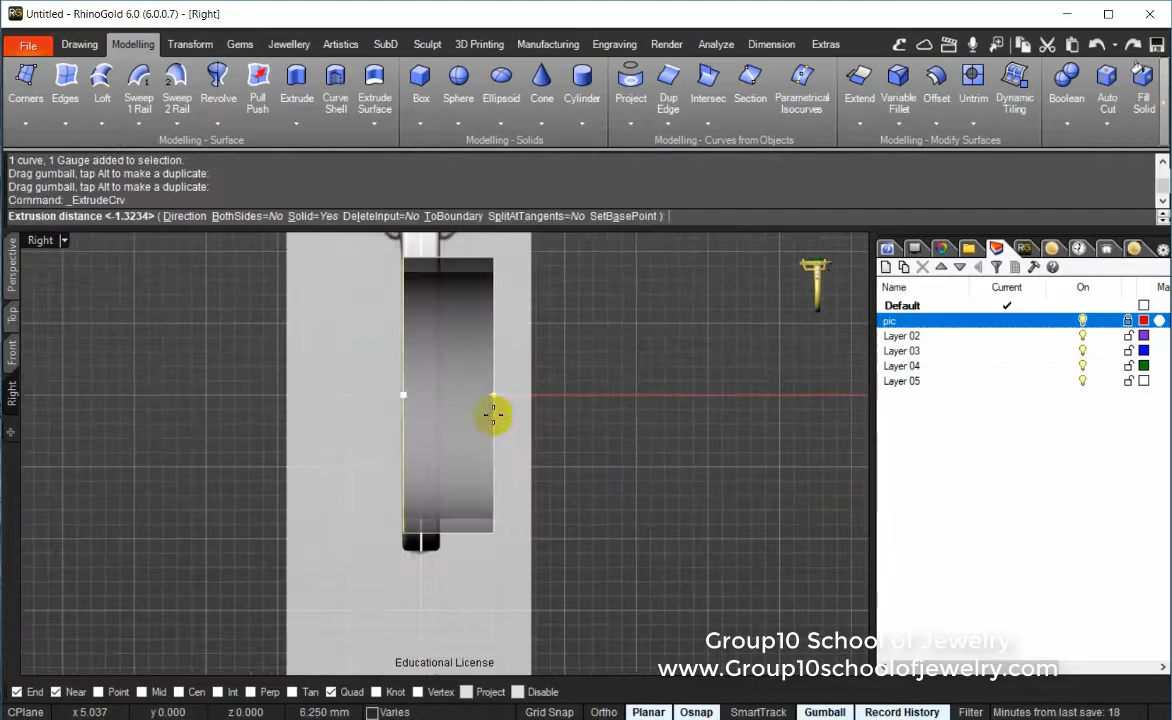 Untitled - RhinoGold 6.0 (6.0.0.7) - [Right]
File Drawing Modelling Transform Gems Jewellery Artistics SubD Sculpt 3D Printing Manufacturing Engraving Render Analyze Dimension Extras
Corners Edges Loft Sweep 1 Rail Sweep 2 Rail Revolve Pull Push Extrude Curve Shell Extrude Surface Box Sphere Ellipsoid Cone Cylinder Project Dup Edge Intersec Section Parametrical Isocurves Extend Variable Fillet Offset Untrim Dynamic Tiling Boolean Auto Cut Fill Solid
Modelling - Surface Modelling - Solids Modelling - Curves from Objects Modelling - Modify Surfaces
1 curve, 1 Gauge added to selection.
Drag gumball, tap Alt to make a duplicate:
Drag gumball, tap Alt to make a duplicate:
Command: _ExtrudeCrv
Extrusion distance <-1.3234> ( Direction BothSides=No Solid=Yes DeleteInput=No ToBoundary SplitAtTangents=No SetBasePoint ):
Right
Perspective
Top
Front
Right
Name Current On Ma
Default
pic
Layer 02
Layer 03
Layer 04
Layer 05
Educational License
Group10 School of Jewelry
www.Group10schoolofjewelry.com
End Near Point Mid Cen Int Perp Tan Quad Knot Vertex Project Disable
CPlane x 5.037 y 0.000 z 0.000 6.250 mm Varies Grid Snap Ortho Planar Osnap SmartTrack Gumball Record History Filter Minutes from last save: 18